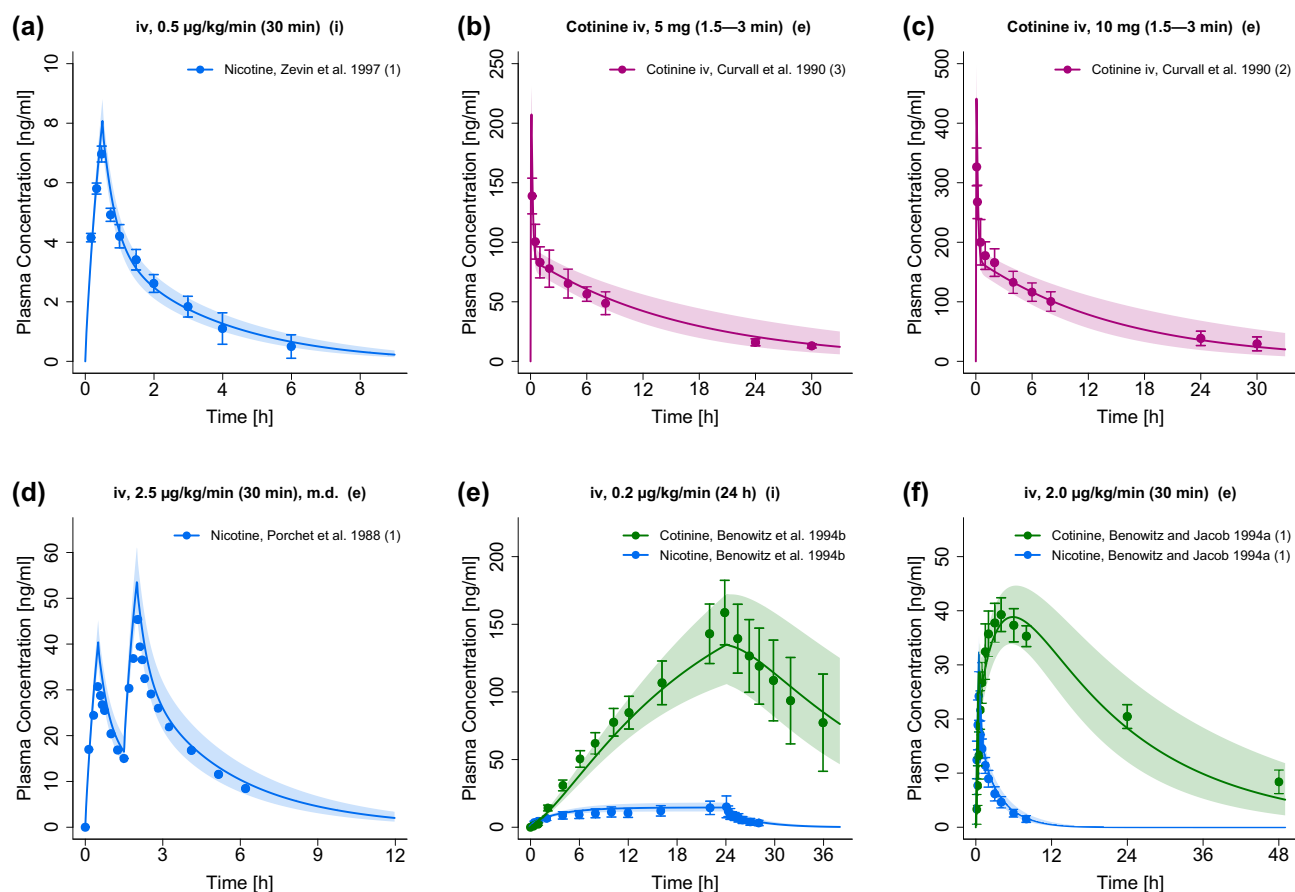 (a)
iv, 0.5 µg/kg/min (30 min) (i)
Nicotine, Zevin et al. 1997 (1)
Plasma Concentration [ng/ml]
0 2 4 6 8 10
0 2 4 6 8
Time [h]
(b)
Cotinine iv, 5 mg (1.5—3 min) (e)
Cotinine iv, Curvall et al. 1990 (3)
Plasma Concentration [ng/ml]
0 50 100 150 200 250
0 6 12 18 24 30
Time [h]
(c)
Cotinine iv, 10 mg (1.5—3 min) (e)
Cotinine iv, Curvall et al. 1990 (2)
Plasma Concentration [ng/ml]
0 100 200 300 400 500
0 6 12 18 24 30
Time [h]
(d)
iv, 2.5 µg/kg/min (30 min), m.d. (e)
Nicotine, Porchet et al. 1988 (1)
Plasma Concentration [ng/ml]
0 10 20 30 40 50 60
0 3 6 9 12
Time [h]
(e)
iv, 0.2 µg/kg/min (24 h) (i)
Cotinine, Benowitz et al. 1994b
Nicotine, Benowitz et al. 1994b
Plasma Concentration [ng/ml]
0 50 100 150 200
0 6 12 18 24 30 36
Time [h]
(f)
iv, 2.0 µg/kg/min (30 min) (e)
Cotinine, Benowitz and Jacob 1994a (1)
Nicotine, Benowitz and Jacob 1994a (1)
Plasma Concentration [ng/ml]
0 10 20 30 40 50 60
0 12 24 36 48
Time [h]